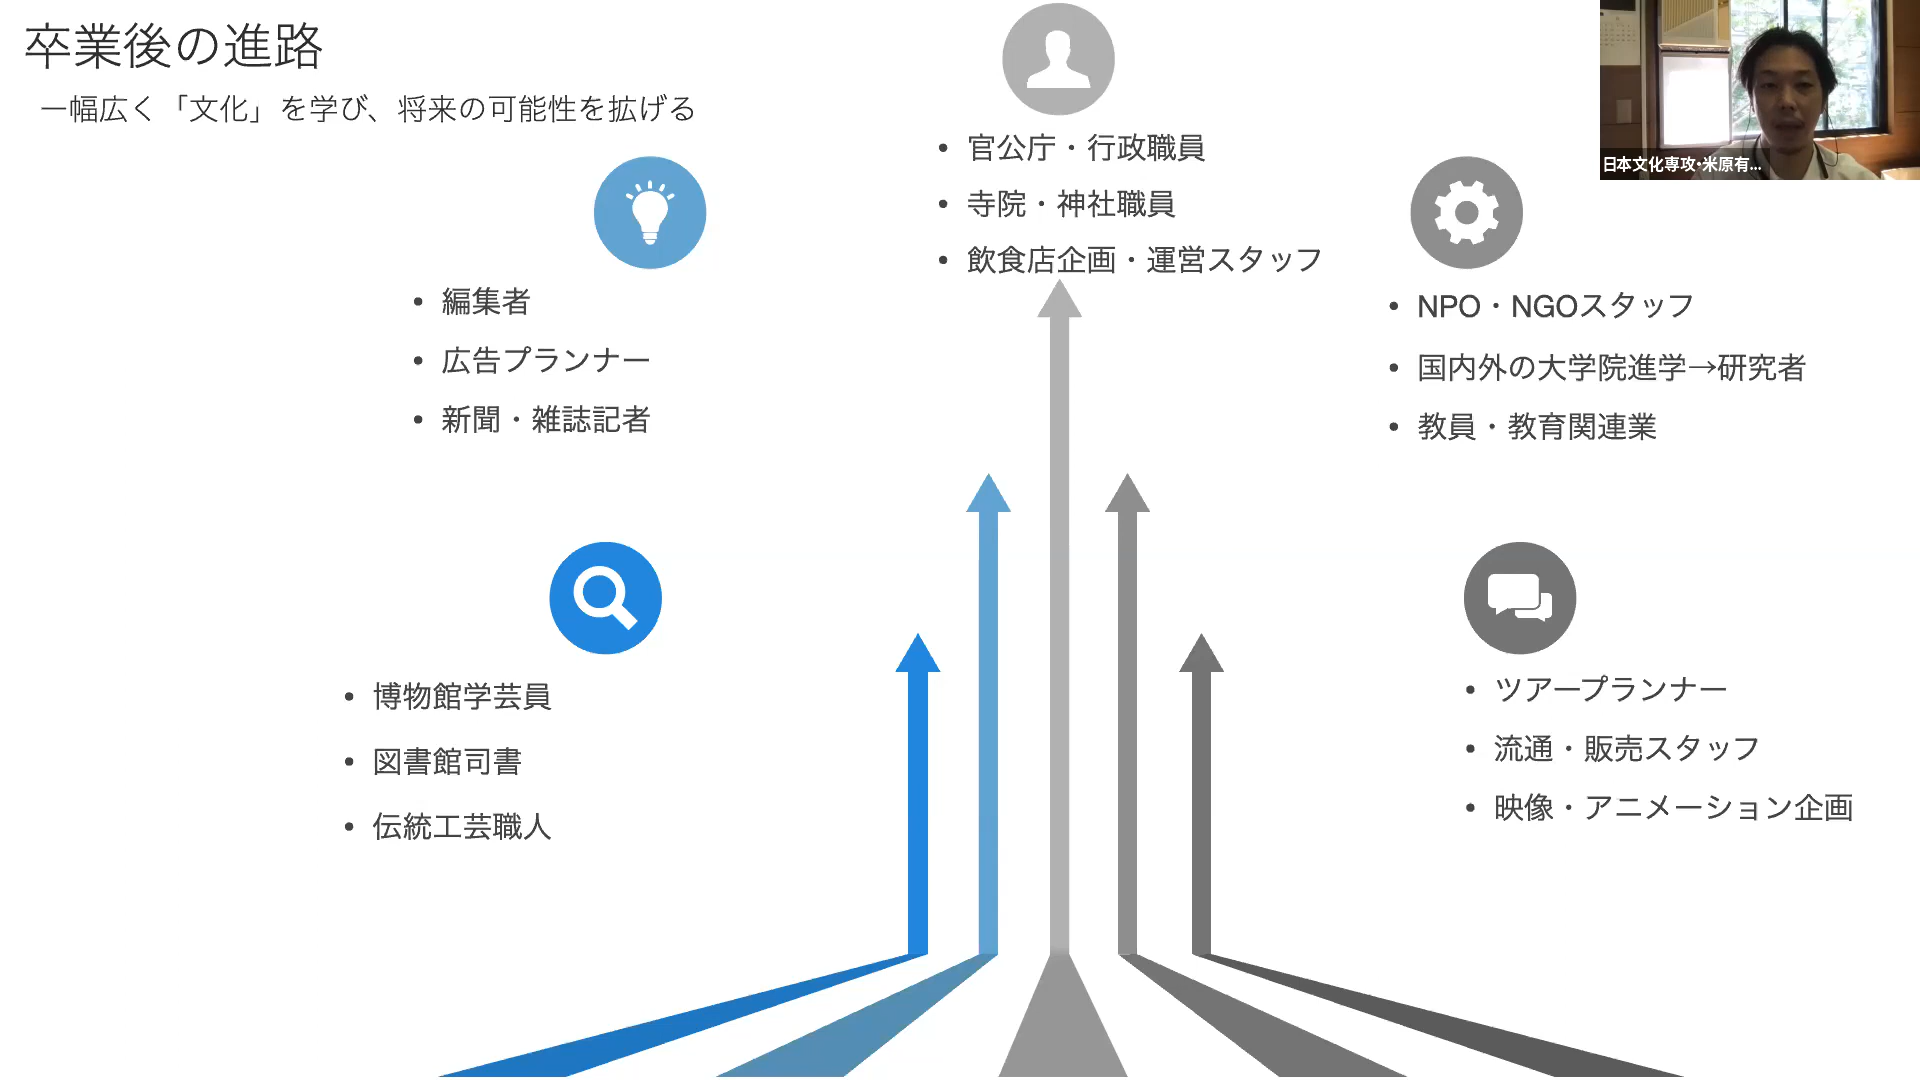 卒業後の進路
一幅広く「文化」を学び、将来の可能性を拡げる
• 官公庁・行政職員
• 寺院・神社職員
• 飲食店企画・運営スタッフ
日本文化専攻・米原有...
• 編集者
• 広告プランナー
• 新聞・雑誌記者
• NPO・NGOスタッフ
• 国内外の大学院進学→研究者
• 教員・教育関連業
• 博物館学芸員
• 図書館司書
• 伝統工芸職人
• ツアープランナー
• 流通・販売スタッフ
• 映像・アニメーション企画